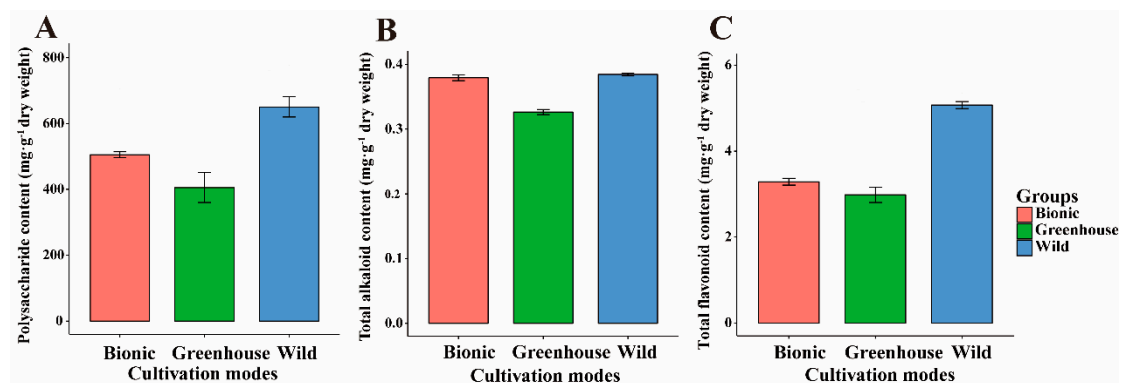 A
Polysaccharide content (mg·g⁻¹ dry weight)
800
600
400
200
0
Bionic Greenhouse Wild
Cultivation modes
B
Total alkaloid content (mg·g⁻¹ dry weight)
0.4
0.3
0.2
0.1
0.0
Bionic Greenhouse Wild
Cultivation modes
C
Total flavonoid content (mg·g⁻¹ dry weight)
6
4
2
0
Bionic Greenhouse Wild
Cultivation modes
Groups
Bionic
Greenhouse
Wild